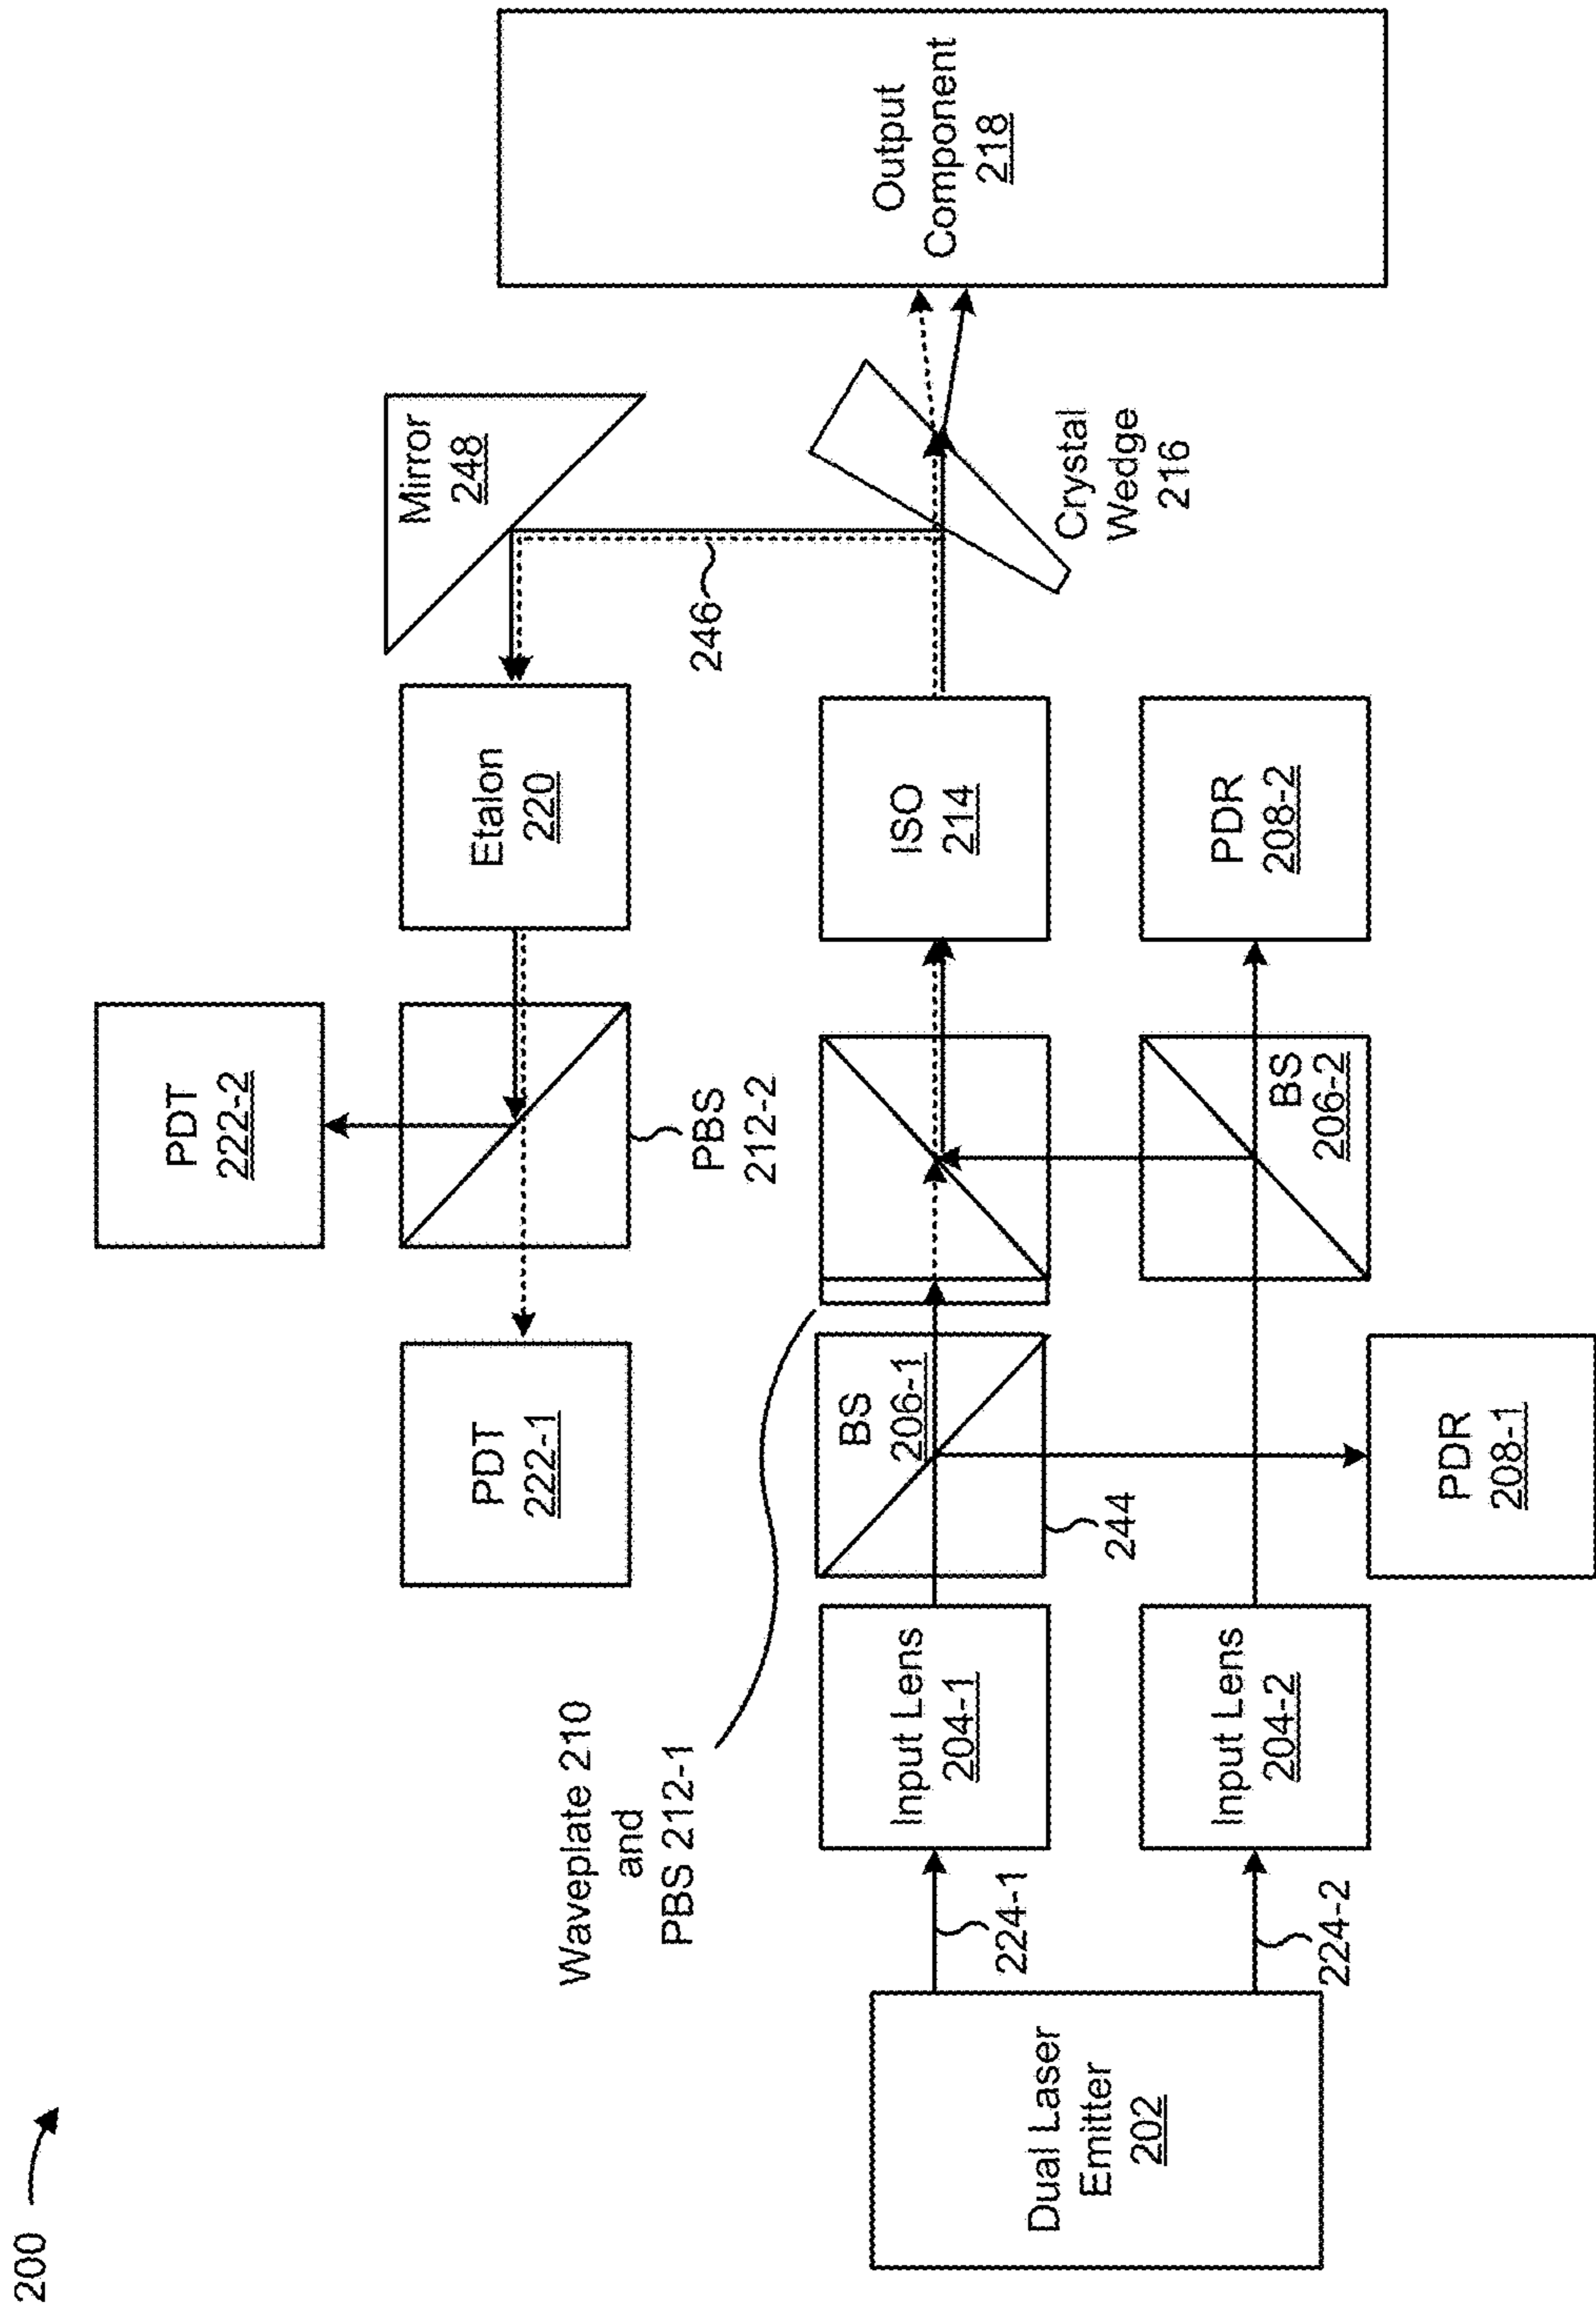 200
Dual Laser
Emitter
202
224-1
224-2
Input Lens
204-1
Input Lens
204-2
Waveplate 210
and
PBS 212-1
BS
206-1
244
PDR
208-1
BS
206-2
PDR
208-2
ISO
214
PDT
222-1
PDT
222-2
PBS
212-2
Etalon
220
246
Mirror
248
Crystal
Wedge
216
Output
Component
218